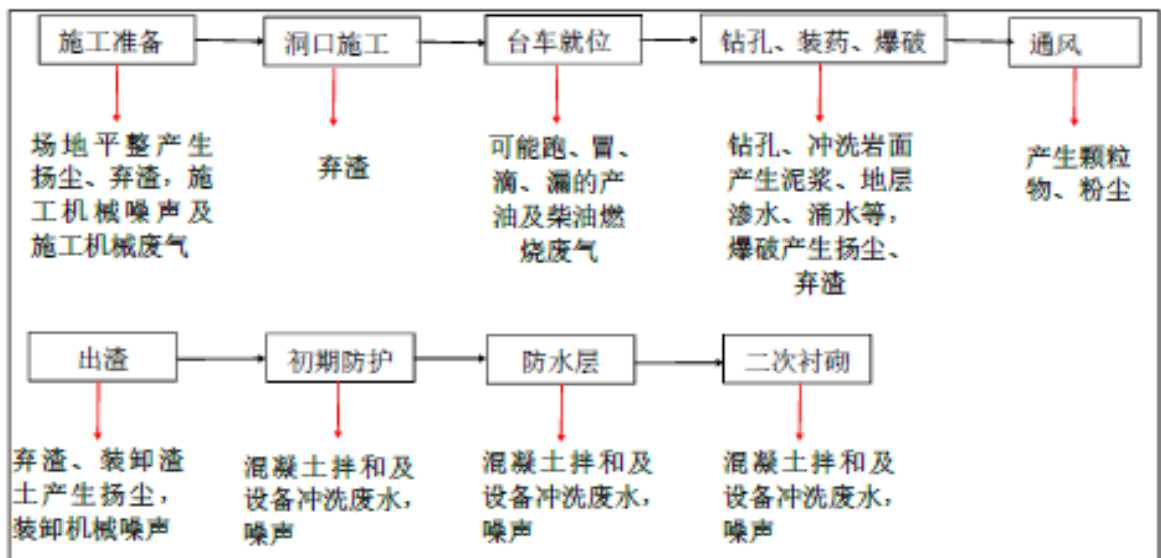 施工准备
洞口施工
台车就位
钻孔、装药、爆破
通风
场地平整产生
扬尘、弃渣，施
工机械噪声及
施工机械废气
弃渣
可能跑、冒、
滴、漏的产
油及柴油燃
烧废气
钻孔、冲洗岩面
产生泥浆、地层
渗水、涌水等，
爆破产生扬尘、
弃渣
产生颗粒
物、粉尘
出渣
初期防护
防水层
二次衬砌
弃渣、装卸渣
土产生扬尘，
装卸机械噪声
混凝土拌和及
设备冲洗废水，
噪声
混凝土拌和及
设备冲洗废水，
噪声
混凝土拌和及
设备冲洗废水，
噪声